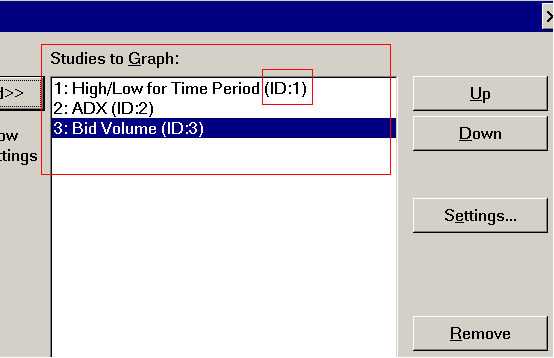 Studies to Graph:
d>>
1: High/Low for Time Period (ID:1)
2: ADX (ID:2)
3: Bid Volume (ID:3)
ow
ttings
Up
Down
Settings...
Remove